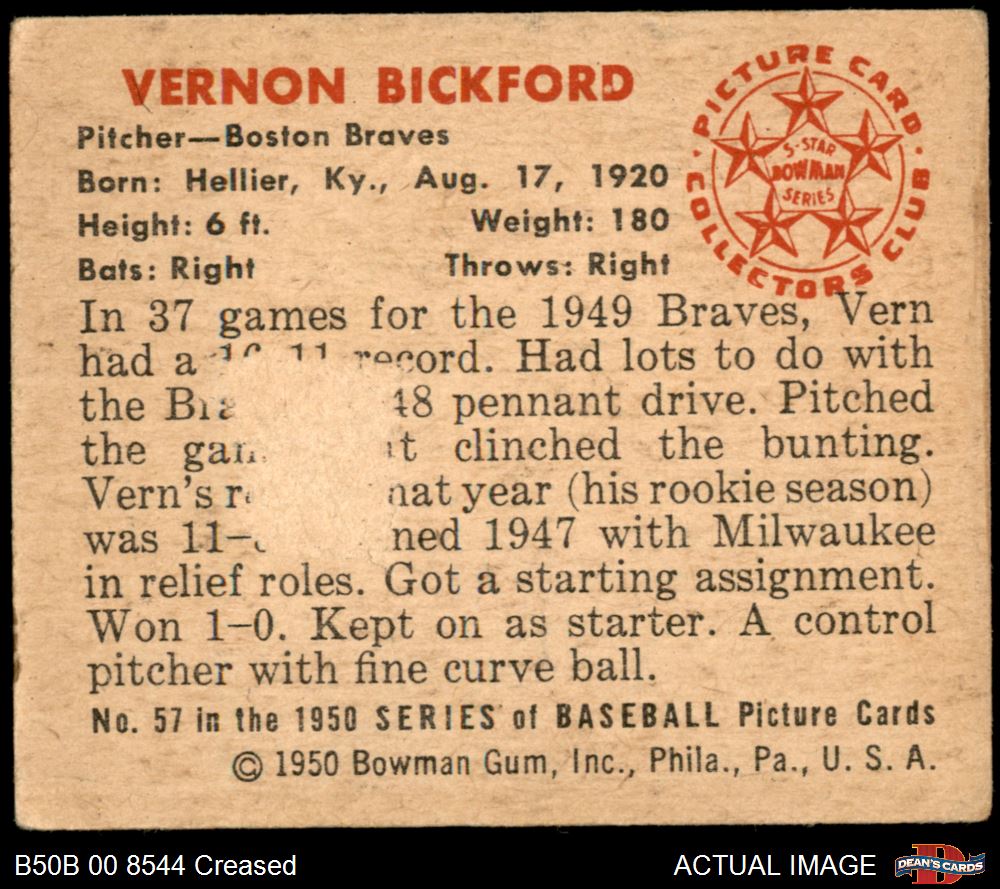 VERNON BICKFORD
Pitcher—Boston Braves
Born: Hellier, Ky., Aug. 17, 1920
Height: 6 ft. Weight: 180
Bats: Right Throws: Right
PICTURE CARD
COLLECTORS CLUB
5-STAR
BOWMAN
SERIES
In 37 games for the 1949 Braves, Vern
had a record. Had lots to do with
the pennant drive. Pitched
the clinched the bunting.
Vern's year (his rookie season)
was 1947 with Milwaukee
in relief roles. Got a starting assignment.
Won 1–0. Kept on as starter. A control
pitcher with fine curve ball.
No. 57 in the 1950 SERIES of BASEBALL Picture Cards
© 1950 Bowman Gum, Inc., Phila., Pa., U. S. A.
B50B 00 8544 Creased
ACTUAL IMAGE
DEAN'S CARDS